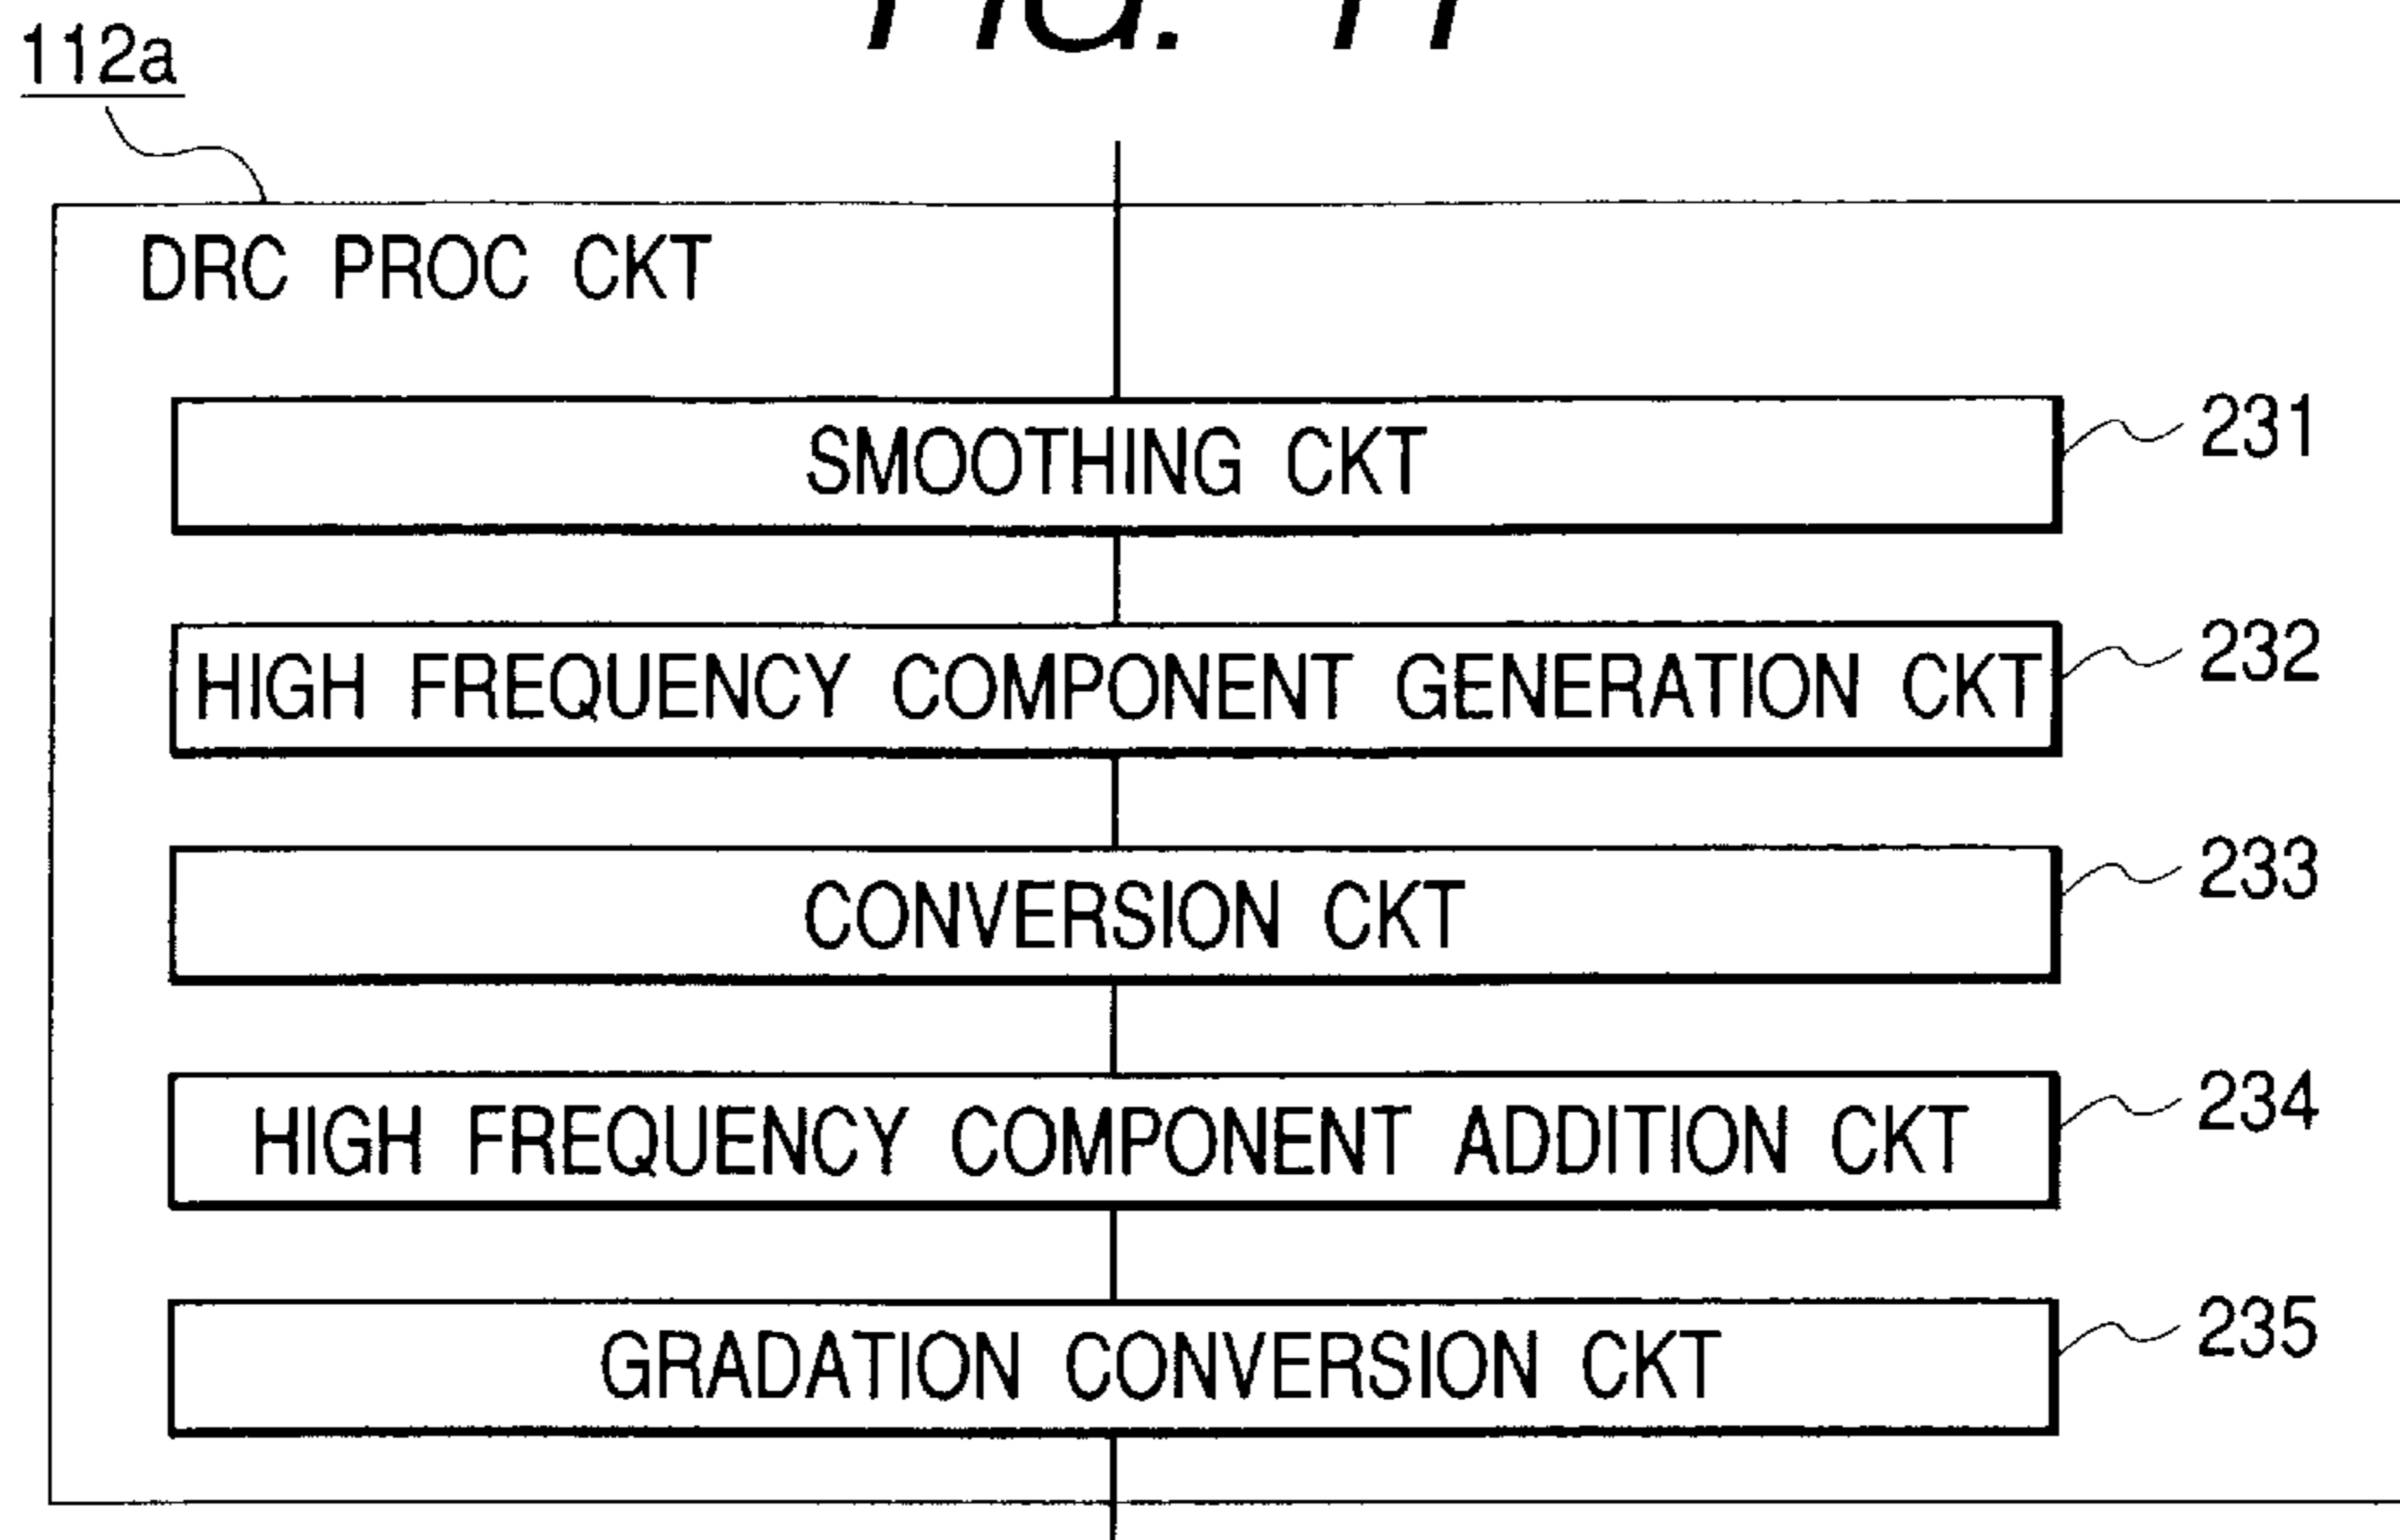 FIG.
112a
DRC PROC CKT
SMOOTHING CKT
231
HIGH FREQUENCY COMPONENT GENERATION CKT
232
CONVERSION CKT
233
HIGH FREQUENCY COMPONENT ADDITION CKT
234
GRADATION CONVERSION CKT
235